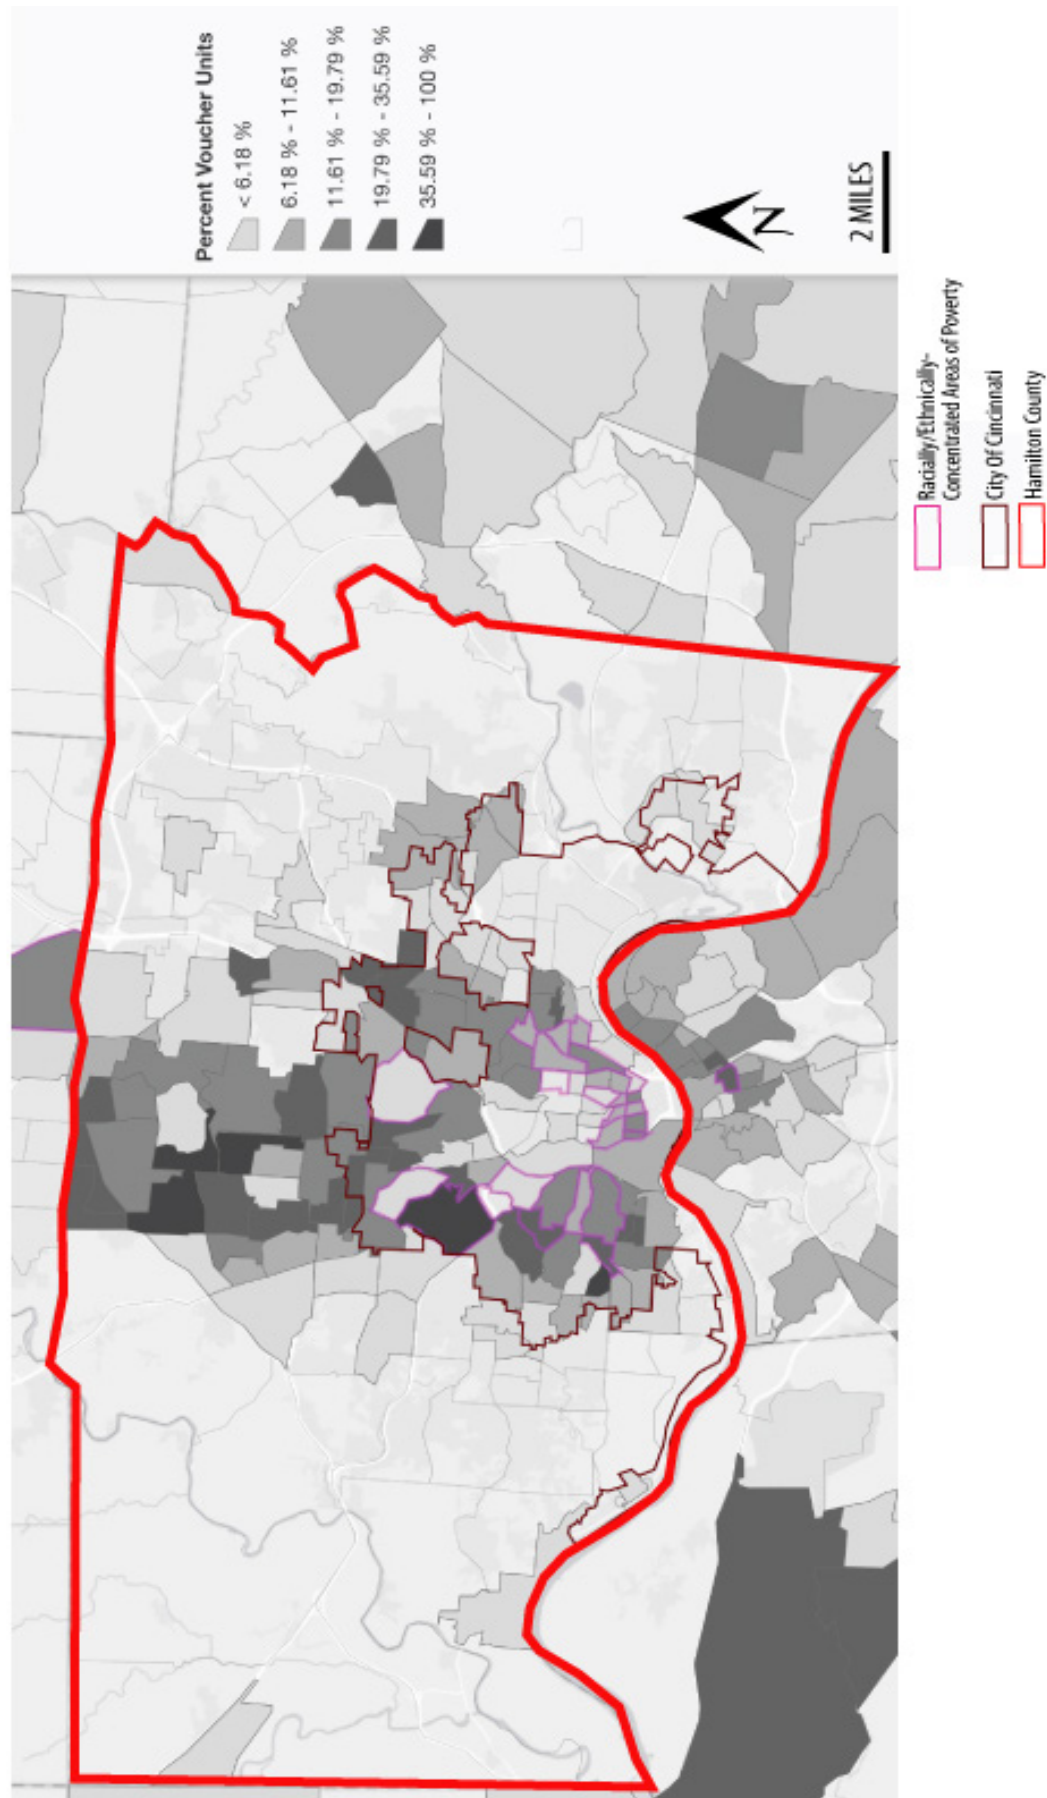 Percent Voucher Units
< 6.18 %
6.18 % - 11.61 %
11.61 % - 19.79 %
19.79 % - 35.59 %
35.59 % - 100 %
N
2 MILES
Racially/Ethnically-
Concentrated Areas of Poverty
City Of Cincinnati
Hamilton County